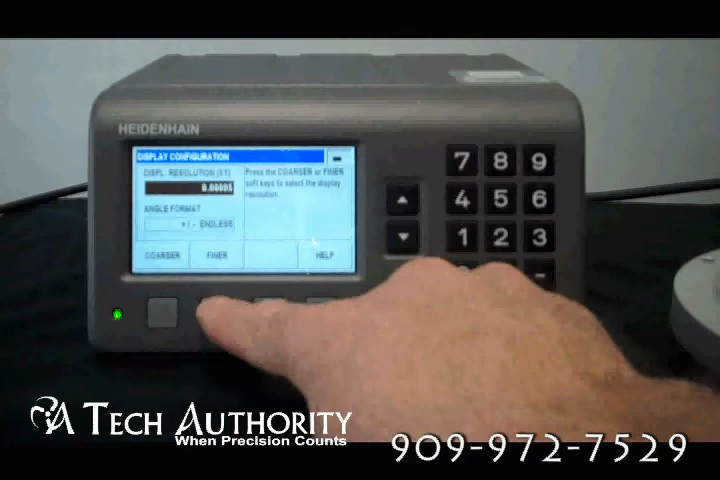 HEIDENHAIN
DISPLAY CONFIGURATION
DISPL. RESOLUTION (X1)
0.00005
ANGLE FORMAT
+/- ENDLESS
Press the COARSER or FINER
soft keys to select the display
resolution.
COARSER FINER HELP
7 8 9
4 5 6
1 2 3
-
A TECH AUTHORITY
When Precision Counts
909-972-7529